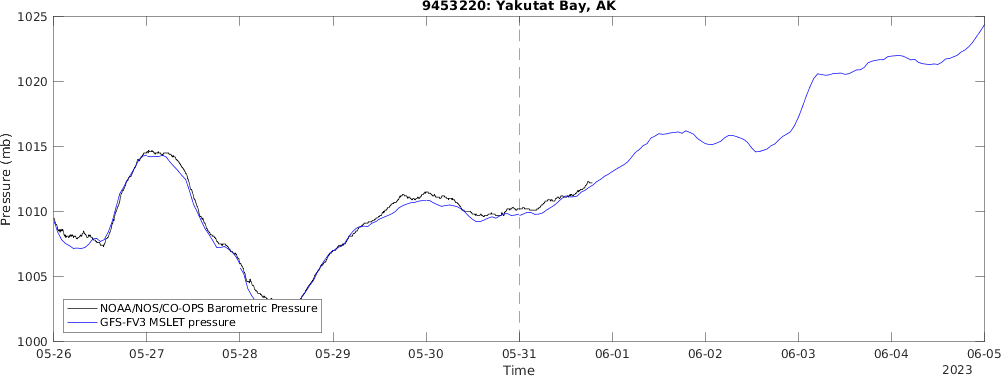 9453220: Yakutat Bay, AK
Pressure (mb)
1025
1020
1015
1010
1005
1000
NOAA/NOS/CO-OPS Barometric Pressure
GFS-FV3 MSLET pressure
05-26 05-27 05-28 05-29 05-30 05-31 06-01 06-02 06-03 06-04 06-05
Time
2023